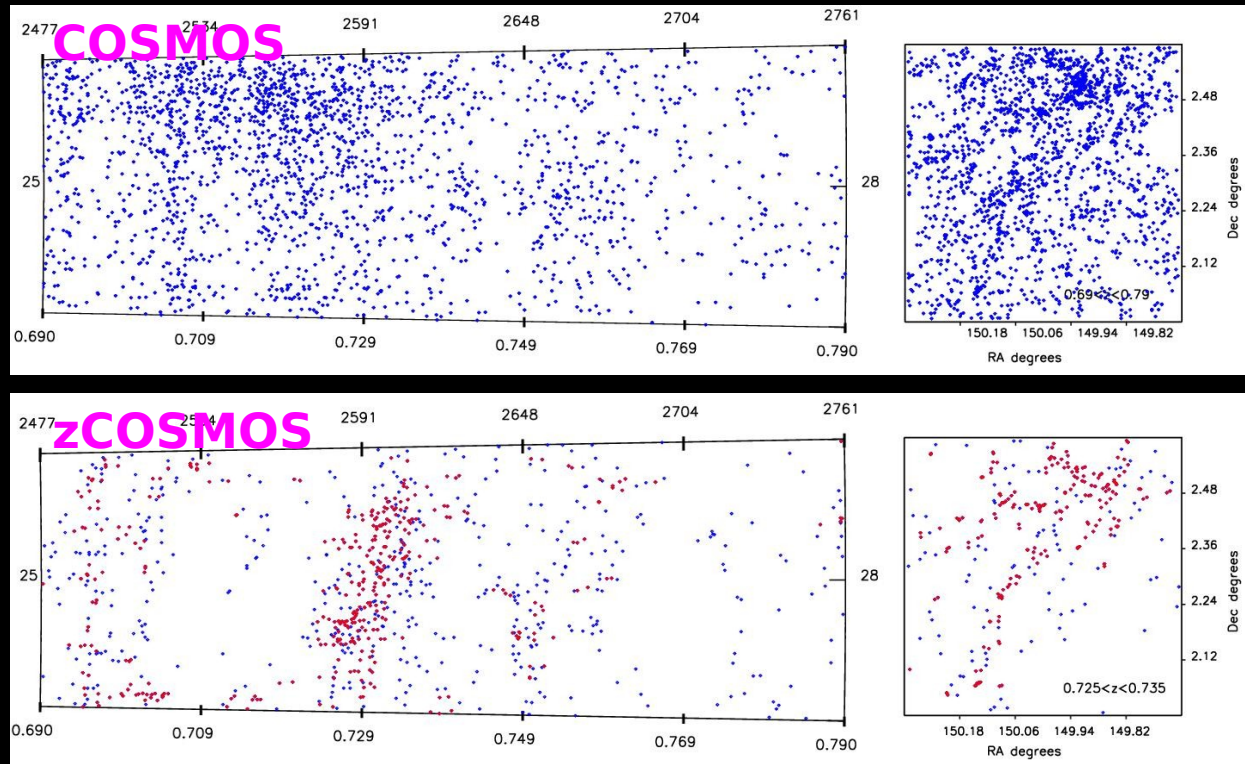 COSMOS
2477 2534 2591 2648 2704 2761
25 28
0.690 0.709 0.729 0.749 0.769 0.790
2.48
2.36
2.24
2.12
Dec degrees
0.69<z<0.79
150.18 150.06 149.94 149.82
RA degrees
zCOSMOS
2477 2534 2591 2648 2704 2761
25 28
0.690 0.709 0.729 0.749 0.769 0.790
2.48
2.36
2.24
2.12
Dec degrees
0.725<z<0.735
150.18 150.06 149.94 149.82
RA degrees